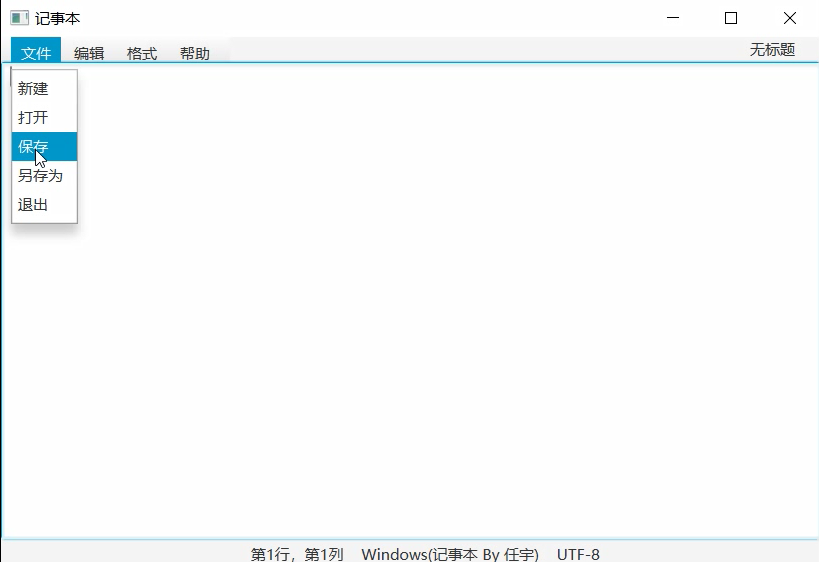 记事本
文件 编辑 格式 帮助 无标题
新建
打开
保存
另存为
退出
第1行，第1列 Windows(记事本 By 任宇) UTF-8